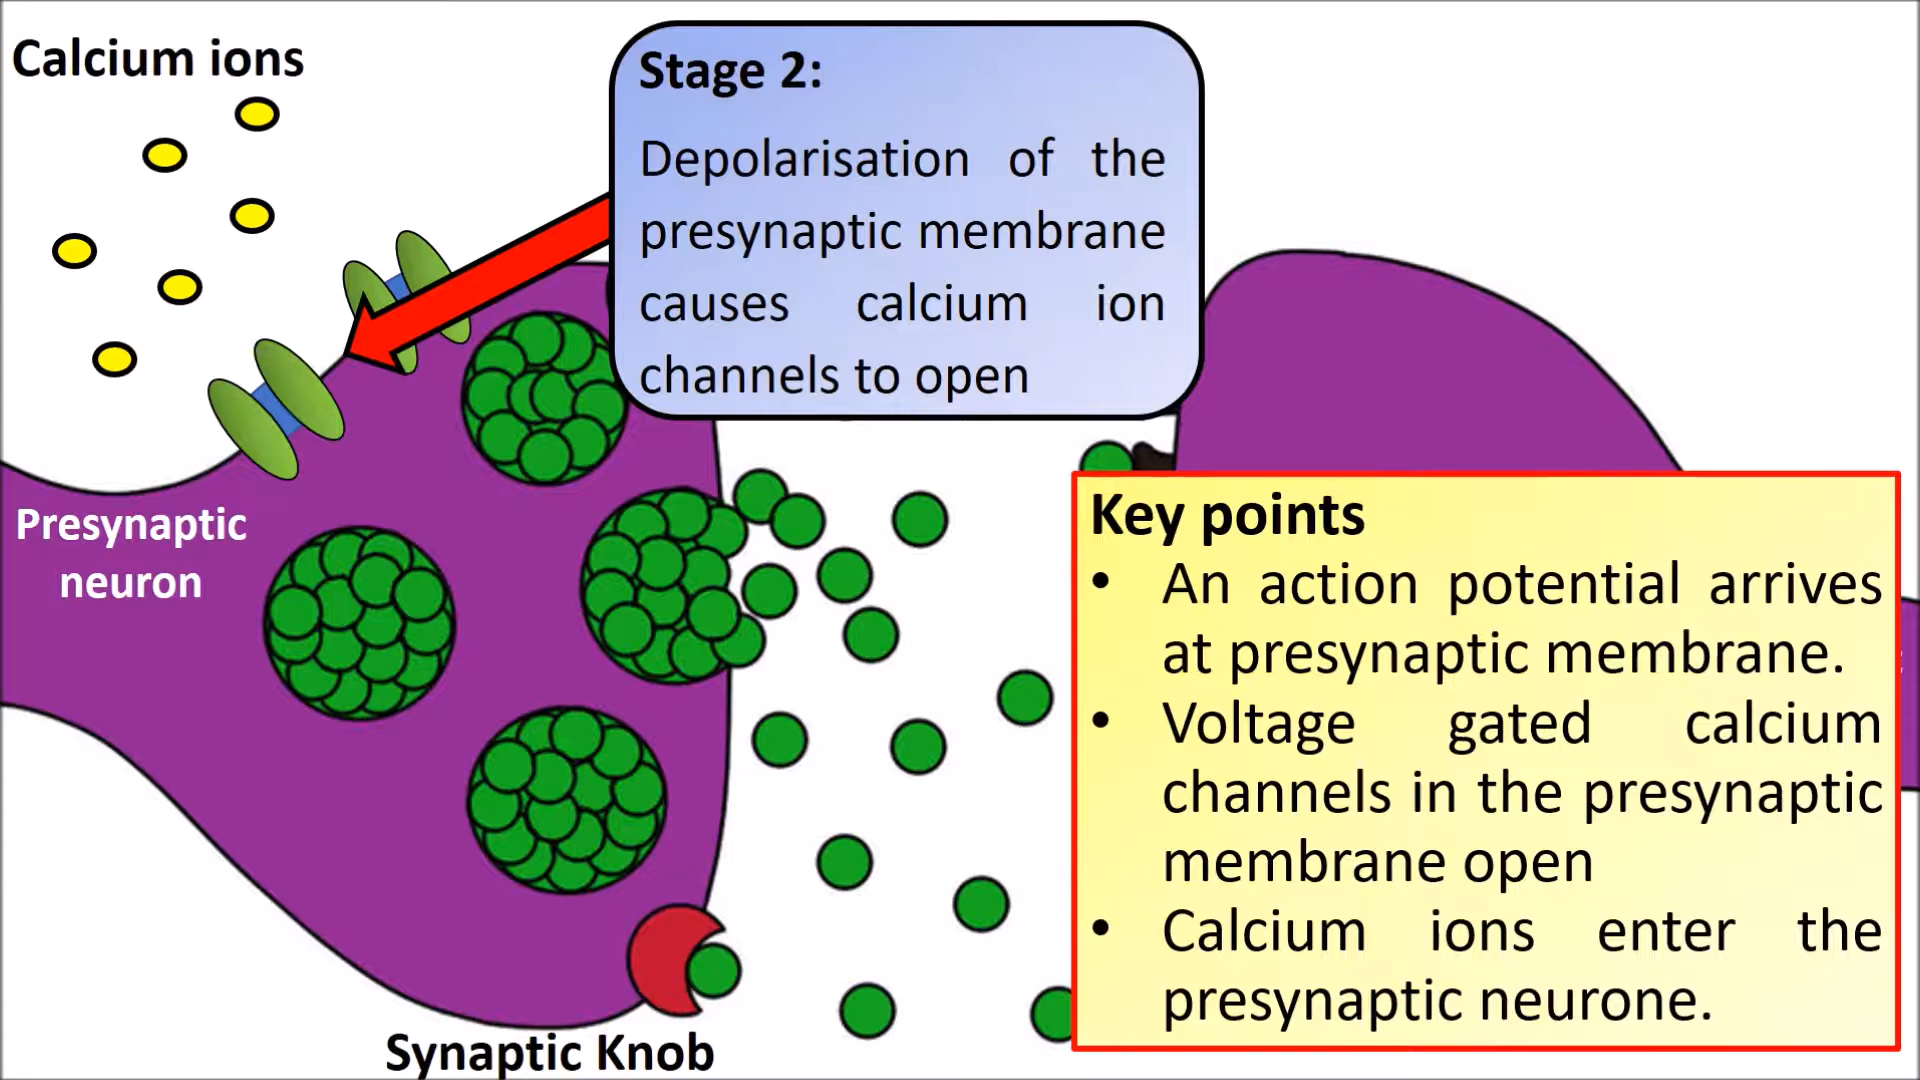 Calcium ions
Stage 2:
Depolarisation of the
presynaptic membrane
causes calcium ion
channels to open
Presynaptic
neuron
Key points
• An action potential arrives
at presynaptic membrane.
• Voltage gated calcium
channels in the presynaptic
membrane open
• Calcium ions enter the
presynaptic neurone.
Synaptic Knob